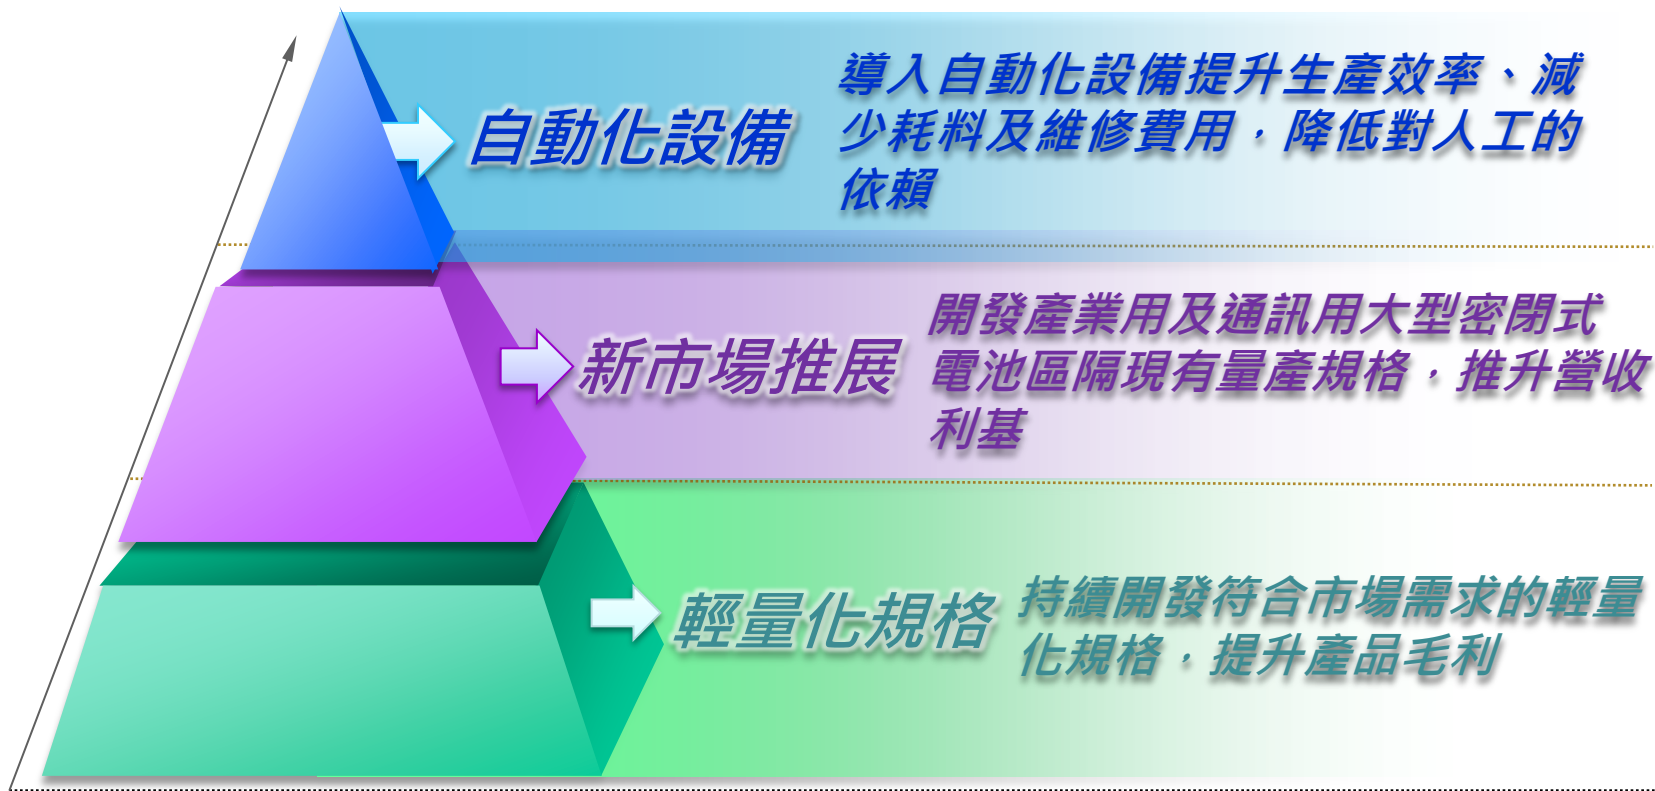 自動化設備
導入自動化設備提升生產效率、減
少耗料及維修費用，降低對人工的
依賴
新市場推展
開發產業用及通訊用大型密閉式
電池區隔現有量產規格，推升營收
利基
輕量化規格
持續開發符合市場需求的輕量
化規格，提升產品毛利